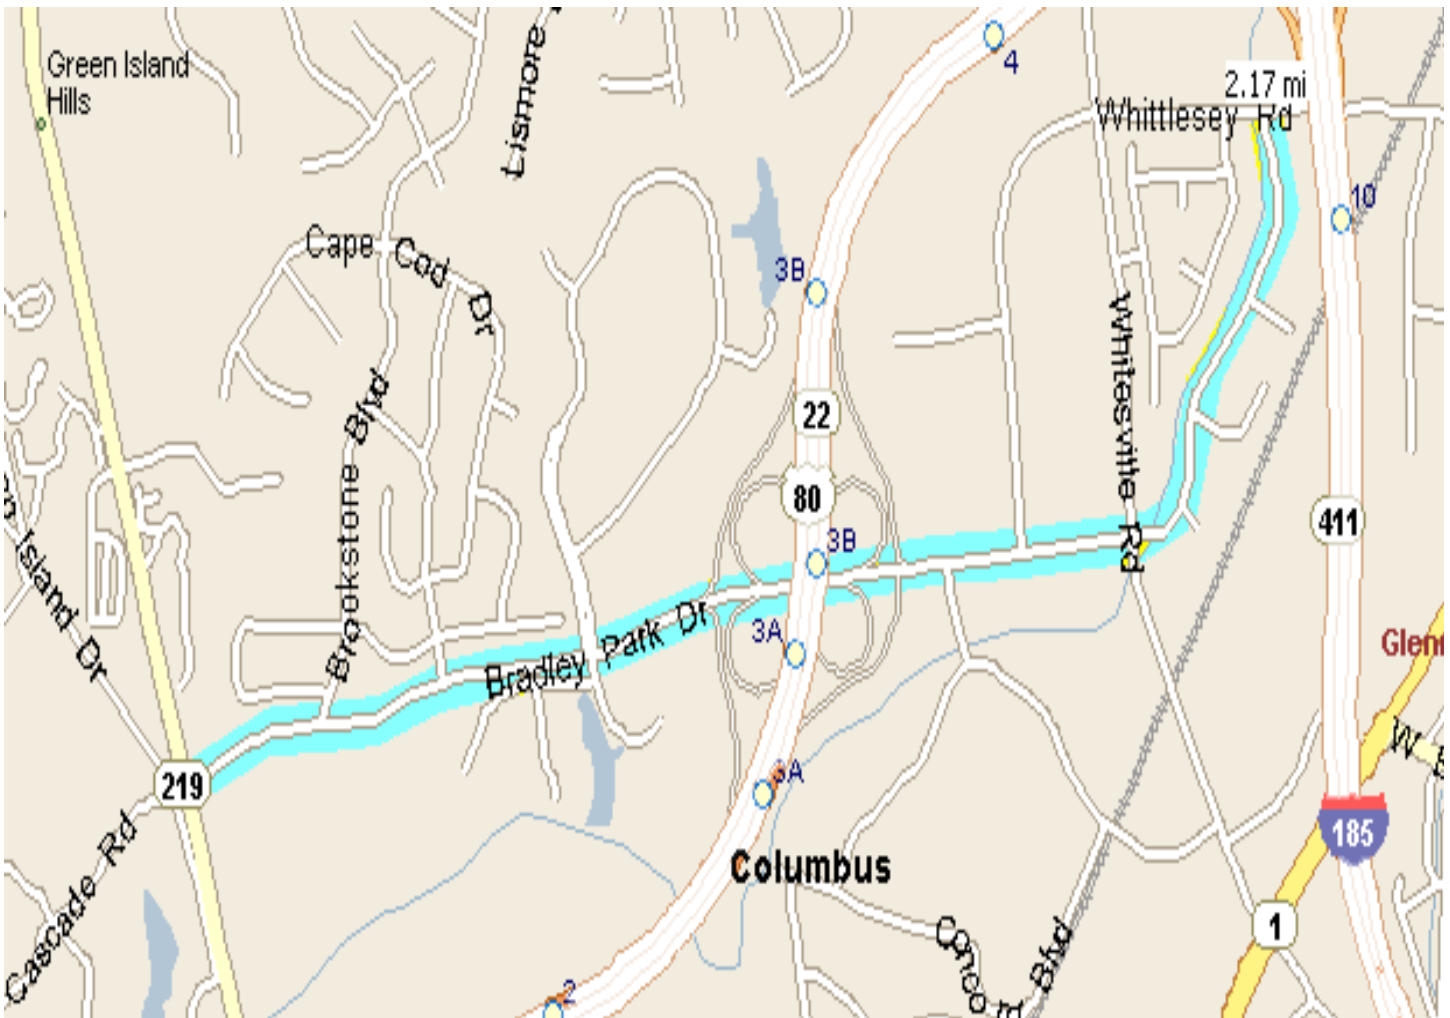 Lismore
4
Green Island
Hills
2.17 mi
Whittlesey Rd
10
Cape Cod Dr
3B
Whitesville Rd
22
Brookstone Blvd
80
411
3B
Island Dr
3A
Bradley Park Dr
219
3A
W
185
Columbus
Cascade Rd
1
Blvd
2